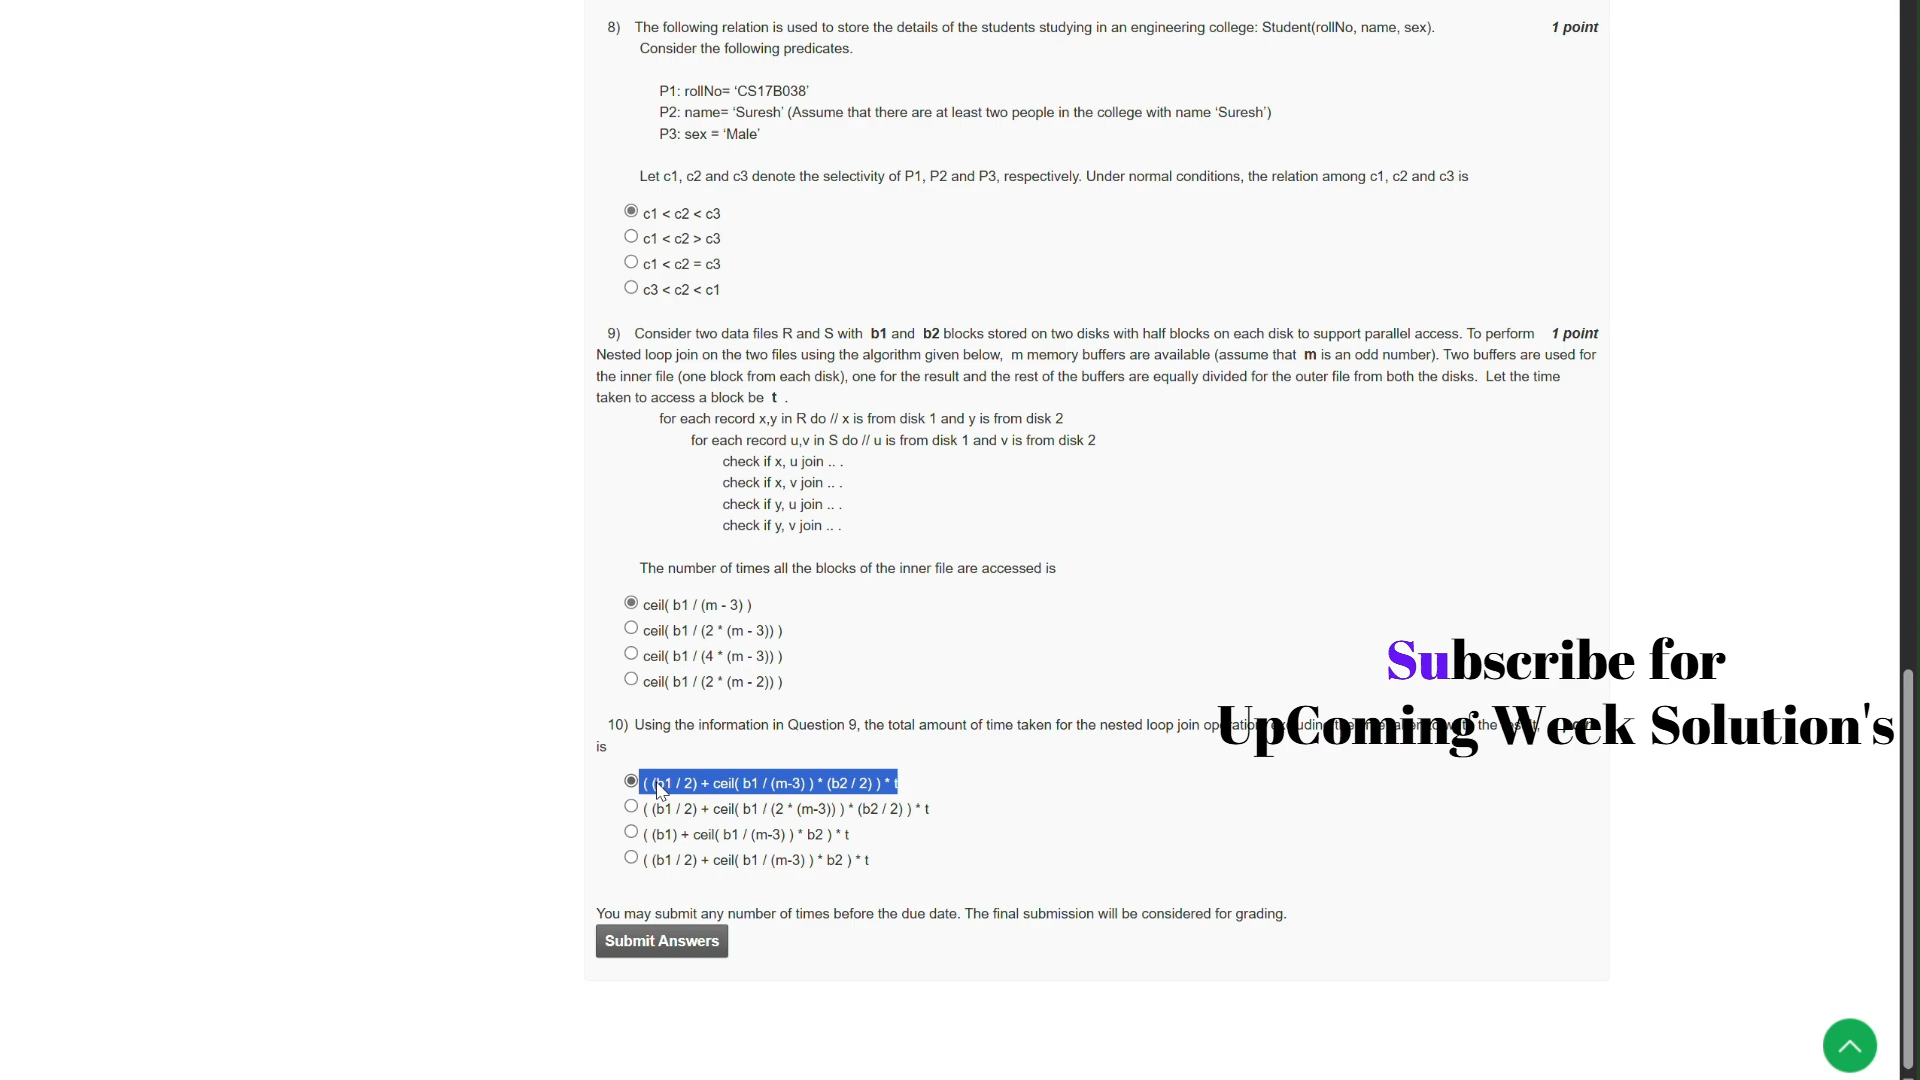 8) The following relation is used to store the details of the students studying in an engineering college: Student(rollNo, name, sex). 1 point
Consider the following predicates.
P1: rollNo= ‘CS17B038’
P2: name= ‘Suresh’ (Assume that there are at least two people in the college with name ‘Suresh’)
P3: sex = ‘Male’
Let c1, c2 and c3 denote the selectivity of P1, P2 and P3, respectively. Under normal conditions, the relation among c1, c2 and c3 is
c1 < c2 < c3
c1 < c2 > c3
c1 < c2 = c3
c3 < c2 < c1
9) Consider two data files R and S with b1 and b2 blocks stored on two disks with half blocks on each disk to support parallel access. To perform 1 point
Nested loop join on the two files using the algorithm given below, m memory buffers are available (assume that m is an odd number). Two buffers are used for
the inner file (one block from each disk), one for the result and the rest of the buffers are equally divided for the outer file from both the disks. Let the time
taken to access a block be t .
for each record x,y in R do // x is from disk 1 and y is from disk 2
for each record u,v in S do // u is from disk 1 and v is from disk 2
check if x, u join .. .
check if x, v join .. .
check if y, u join .. .
check if y, v join .. .
The number of times all the blocks of the inner file are accessed is
ceil( b1 / (m - 3) )
ceil( b1 / (2 * (m - 3)) )
ceil( b1 / (4 * (m - 3)) )
ceil( b1 / (2 * (m - 2)) )
Subscribe for
UpComing Week Solution's
10) Using the information in Question 9, the total amount of time taken for the nested loop join the
is
( (b1 / 2) + ceil( b1 / (m-3) ) * (b2 / 2) ) * t
( (b1 / 2) + ceil( b1 / (2 * (m-3)) ) * (b2 / 2) ) * t
( (b1) + ceil( b1 / (m-3) ) * b2 ) * t
( (b1 / 2) + ceil( b1 / (m-3) ) * b2 ) * t
You may submit any number of times before the due date. The final submission will be considered for grading.
Submit Answers